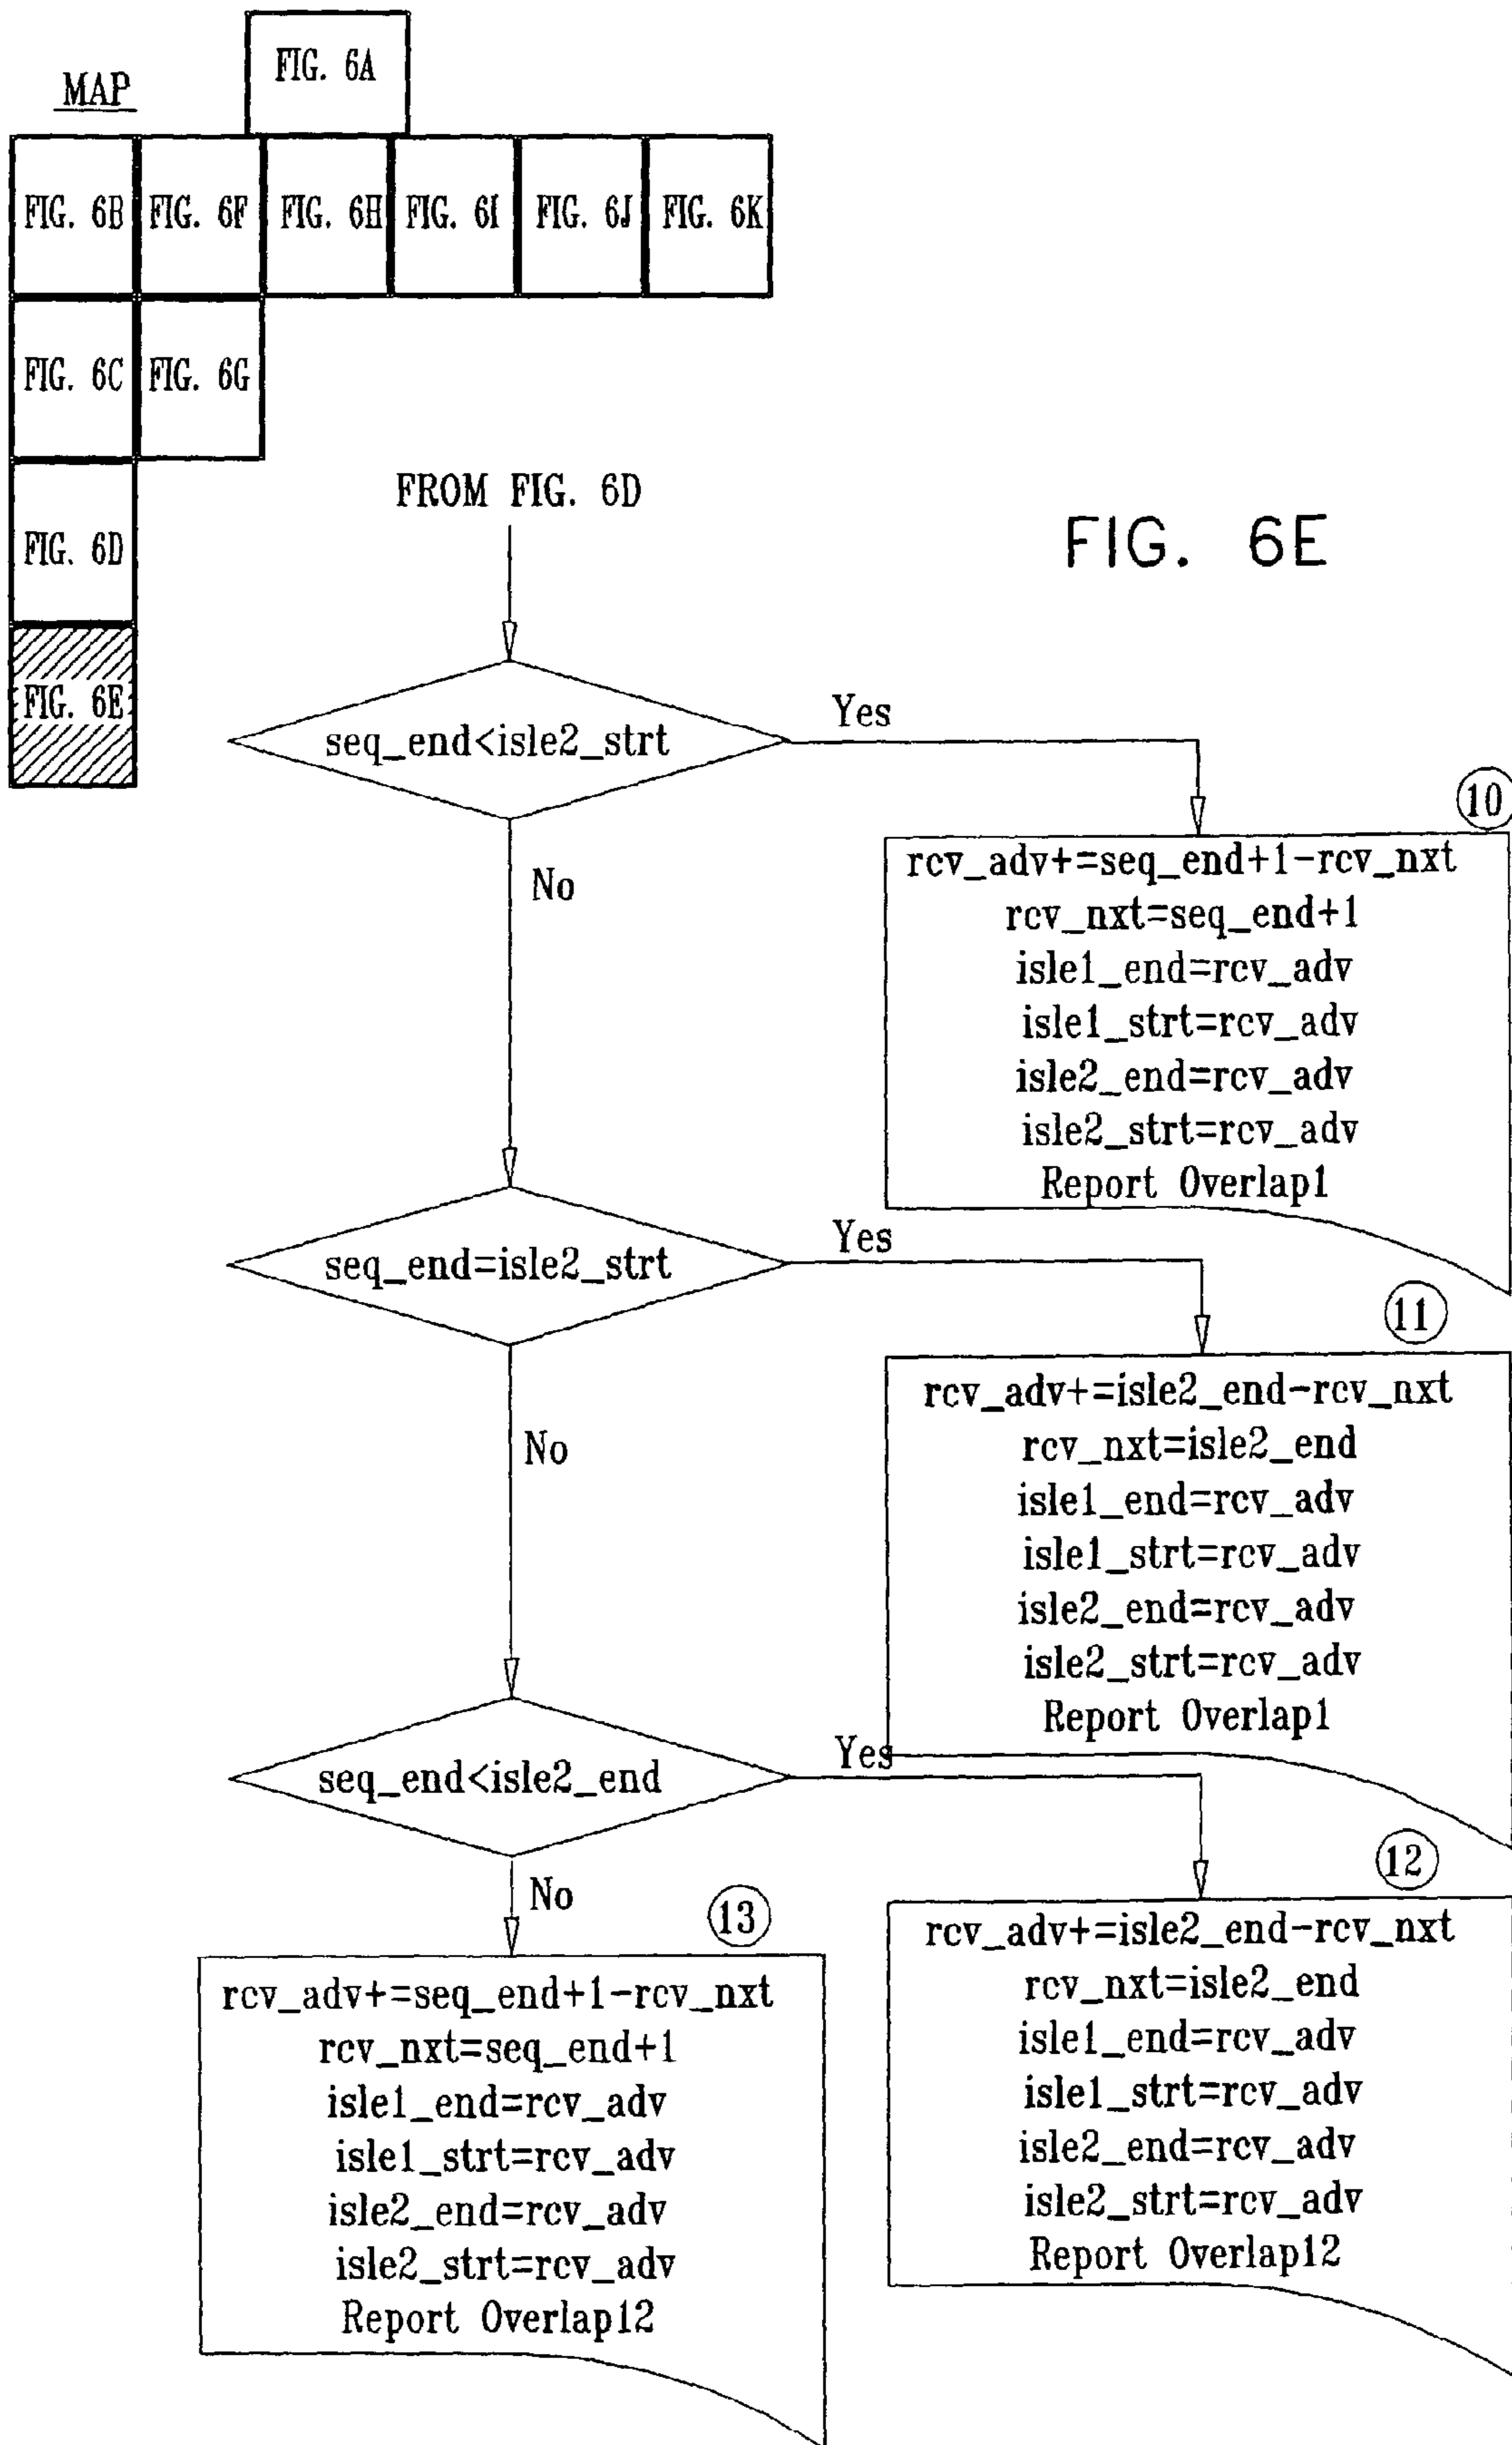 MAP
FIG. 6A
FIG. 6B FIG. 6F FIG. 6H FIG. 6I FIG. 6J FIG. 6K
FIG. 6C FIG. 6G
FIG. 6D
FIG. 6E
FROM FIG. 6D
FIG. 6E
seq_end<isle2_strt
Yes
No
10
rcv_adv+=seq_end+1-rcv_nxt
rcv_nxt=seq_end+1
isle1_end=rcv_adv
isle1_strt=rcv_adv
isle2_end=rcv_adv
isle2_strt=rcv_adv
Report Overlap1
seq_end=isle2_strt
Yes
No
11
rcv_adv+=isle2_end-rcv_nxt
rcv_nxt=isle2_end
isle1_end=rcv_adv
isle1_strt=rcv_adv
isle2_end=rcv_adv
isle2_strt=rcv_adv
Report Overlap1
seq_end<isle2_end
Yes
No
12
rcv_adv+=isle2_end-rcv_nxt
rcv_nxt=isle2_end
isle1_end=rcv_adv
isle1_strt=rcv_adv
isle2_end=rcv_adv
isle2_strt=rcv_adv
Report Overlap12
13
rcv_adv+=seq_end+1-rcv_nxt
rcv_nxt=seq_end+1
isle1_end=rcv_adv
isle1_strt=rcv_adv
isle2_end=rcv_adv
isle2_strt=rcv_adv
Report Overlap12